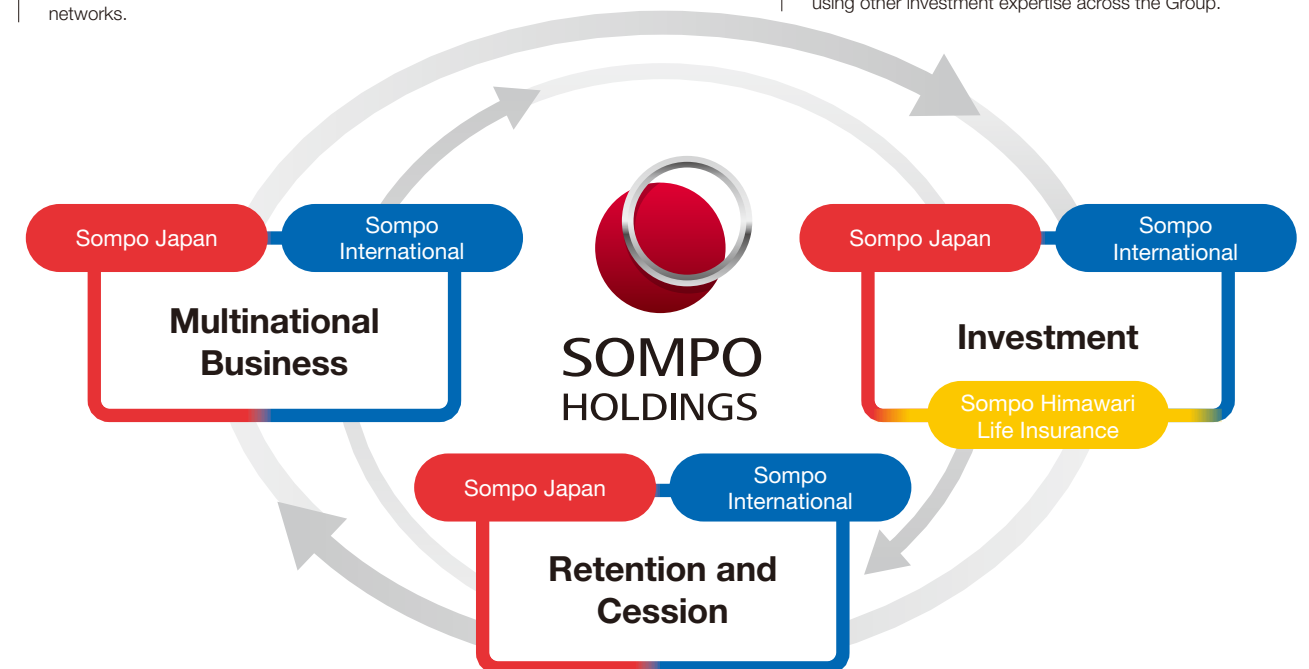 networks.
using other investment expertise across the Group.
Sompo Japan
Sompo
International
Multinational
Business
SOMPO
HOLDINGS
Sompo Japan
Sompo
International
Investment
Sompo Himawari
Life Insurance
Sompo Japan
Sompo
International
Retention and
Cession